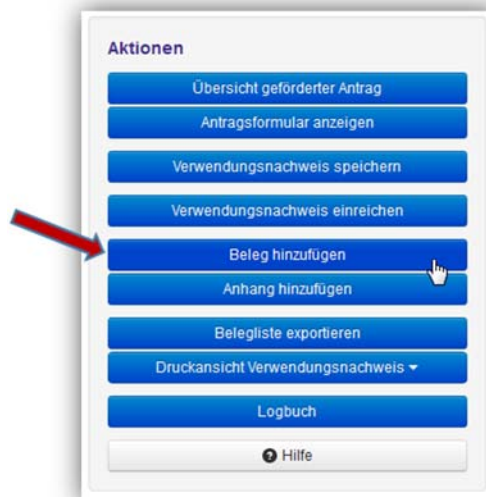 Aktionen
Übersicht geförderter Antrag
Antragsformular anzeigen
Verwendungsnachweis speichern
Verwendungsnachweis einreichen
Beleg hinzufügen
Anhang hinzufügen
Belegliste exportieren
Druckansicht Verwendungsnachweis
Logbuch
Hilfe